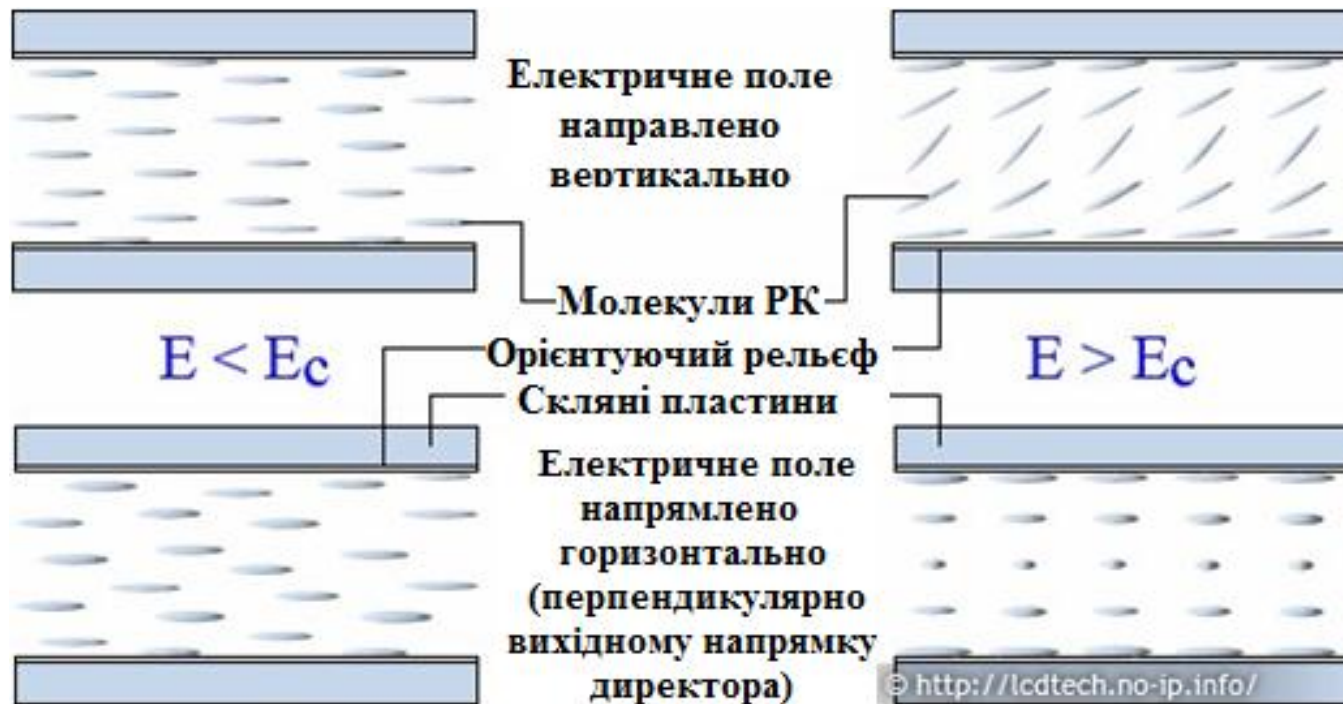 Електричне поле
направлено
вертикально
Молекули РК
E < Ec
Орієнтуючий рельєф
E > Ec
Скляні пластини
Електричне поле
напрямлено
горизонтально
(перпендикулярно
вихідному напрямку
директора)
© http://lcdtech.no-ip.info/